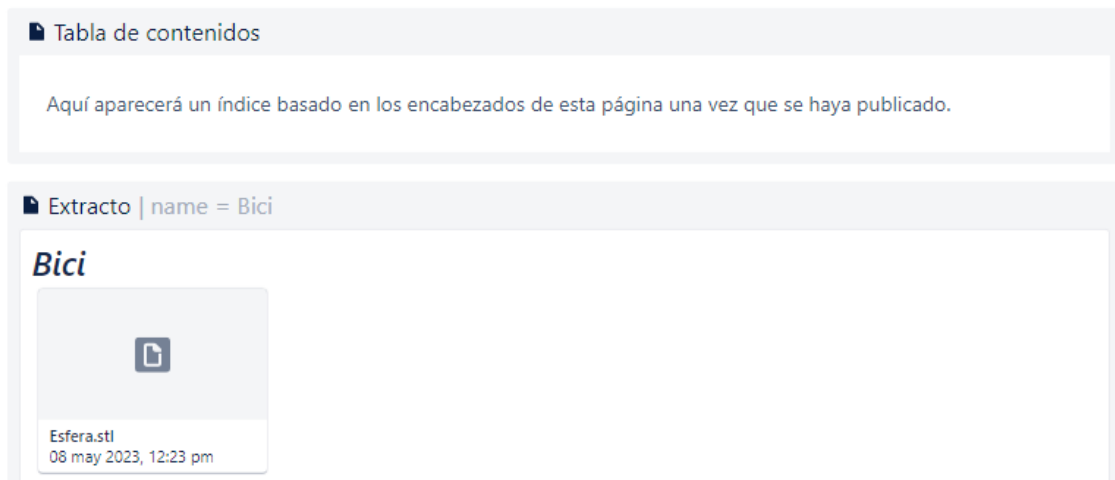 Tabla de contenidos
Aquí aparecerá un índice basado en los encabezados de esta página una vez que se haya publicado.
Extracto | name = Bici
Bici
Esfera.stl
08 may 2023, 12:23 pm